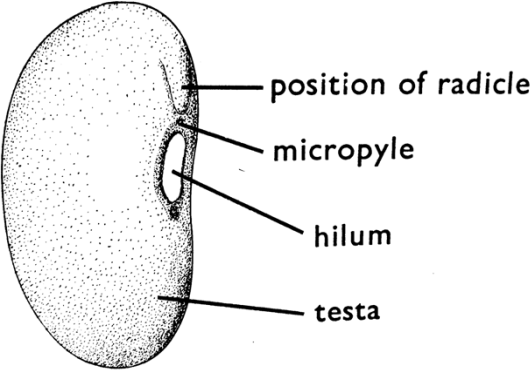 position of radicle
micropyle
hilum
testa